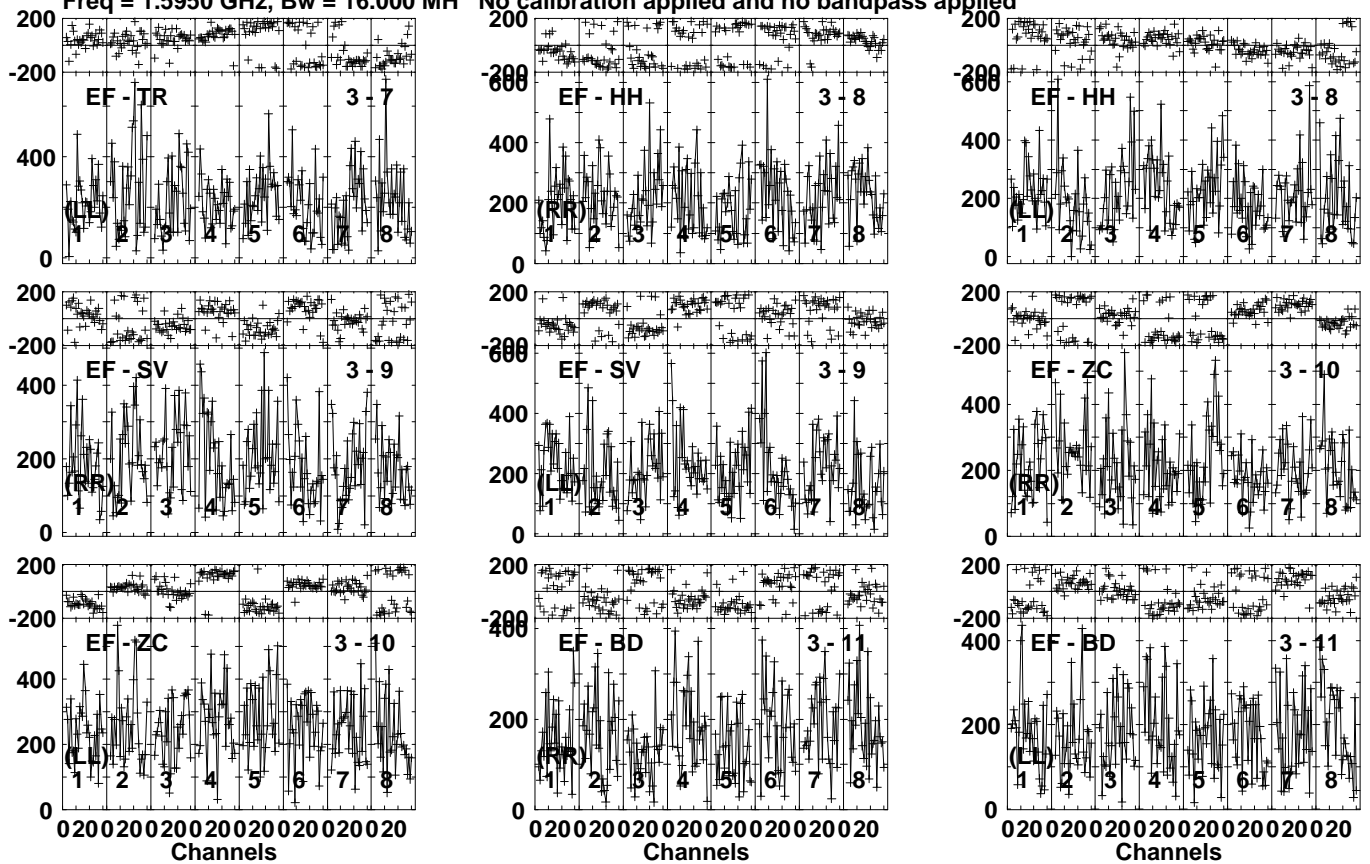 Freq = 1.5950 GHz, Bw = 16.000 MH No calibration applied and no bandpass applied
200 200 200
-200 -200 -200
600 600
EF - TR 3 - 7 EF - HH 3 - 8 EF - HH 3 - 8
400 400 400
200 200
(LL) (RR) (LL)
1 2 3 4 5 6 7 8 1 2 3 4 5 6 7 8 1 2 3 4 5 6 7 8
0 0 0
200 200 200
-200 -200 -200
600
EF - SV 3 - 9 EF - SV 3 - 9 EF - ZC 3 - 10
400 400 400
200 200 200
(RR) (LL) (RR)
1 2 3 4 5 6 7 8 1 2 3 4 5 6 7 8 1 2 3 4 5 6 7 8
0 0 0
200 200 200
-200 -200 -200
400
EF - ZC 3 - 10 EF - BD 3 - 11 EF - BD 3 - 11
400 400
200 200 200
(LL) (RR) (LL)
1 2 3 4 5 6 7 8 1 2 3 4 5 6 7 8 1 2 3 4 5 6 7 8
0 0 0
0 20 0 20 0 20 0 20 0 20 0 20 0 20 0 20 0 20 0 20 0 20 0 20 0 20 0 20 0 20 0 20 0 20 0 20 0 20 0 20 0 20 0 20 0 20 0 20
Channels Channels Channels